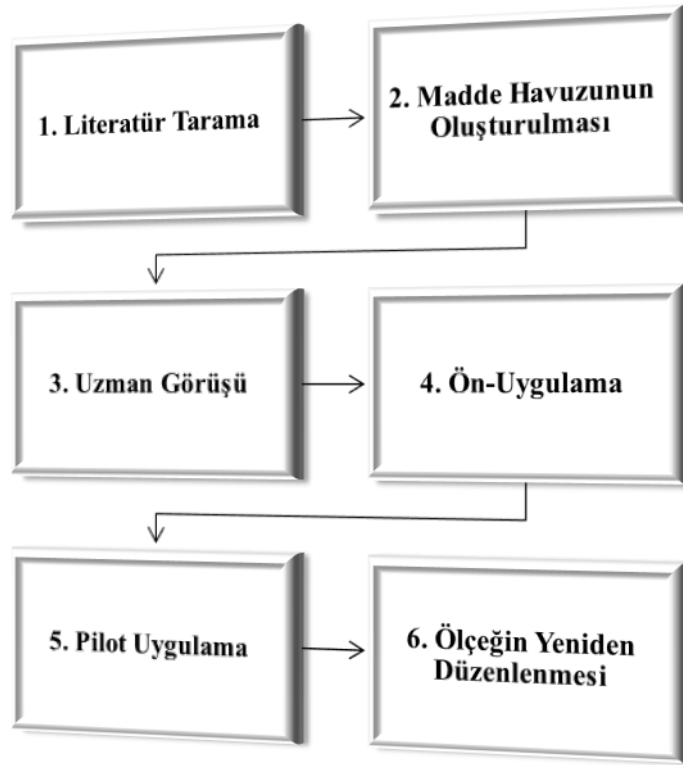 1. Literatür Tarama
2. Madde Havuzunun
Oluşturulması
3. Uzman Görüşü
4. Ön-Uygulama
5. Pilot Uygulama
6. Ölçeğin Yeniden
Düzenlenmesi